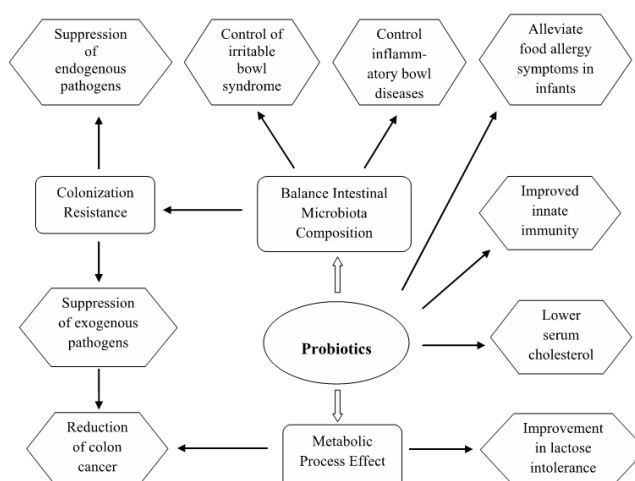 Suppression
of
endogenous
pathogens
Control of
irritable
bowl
syndrome
Control
inflamm-
atory bowl
diseases
Alleviate
food allergy
symptoms in
infants
Colonization
Resistance
Balance Intestinal
Microbiota
Composition
Improved
innate
immunity
Suppression
of exogenous
pathogens
Probiotics
Lower
serum
cholesterol
Reduction
of colon
cancer
Metabolic
Process Effect
Improvement
in lactose
intolerance